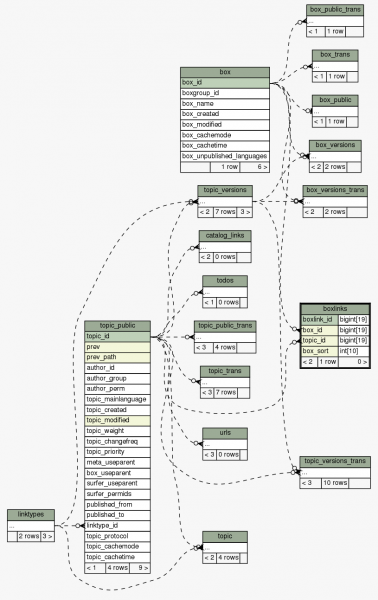 box_public_trans
...
< 1 1 row
box_trans
...
< 1 1 row
box_public
...
< 1 1 row
box_versions
...
< 2 2 rows
box_versions_trans
...
< 2 2 rows
box
box_id
boxgroup_id
box_name
box_created
box_modified
box_cachemode
box_cachetime
box_unpublished_languages
1 row 6 >
topic_versions
...
< 2 7 rows 3 >
catalog_links
...
< 2 0 rows
todos
...
< 1 0 rows
topic_public_trans
...
< 3 4 rows
topic_trans
...
< 3 7 rows
urls
...
< 3 0 rows
topic
...
< 2 4 rows
boxlinks
boxlink_id bigint[19]
box_id bigint[19]
topic_id bigint[19]
box_sort int[10]
< 2 1 row 0 >
topic_versions_trans
...
< 3 10 rows
topic_public
topic_id
prev
prev_path
author_id
author_group
author_perm
topic_mainlanguage
topic_created
topic_modified
topic_weight
topic_changefreq
topic_priority
meta_useparent
box_useparent
surfer_useparent
surfer_permids
published_from
published_to
linktype_id
topic_protocol
topic_cachemode
topic_cachetime
< 1 4 rows 9 >
linktypes
...
2 rows 3 >